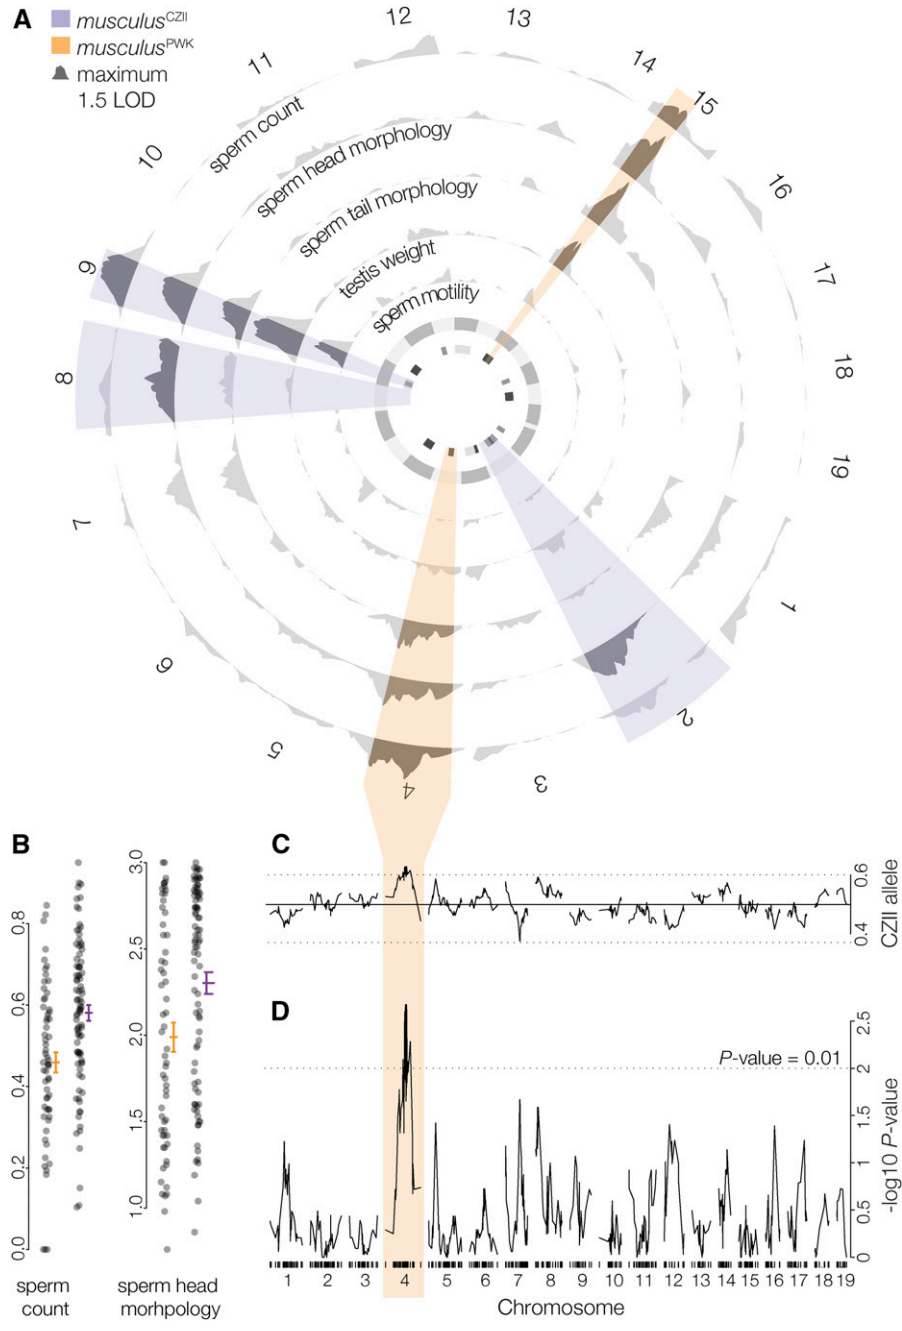 A
musculusCZII
musculusPWK
maximum
1.5 LOD
12
13
11
14
15
10
16
sperm count
sperm head morphology
sperm tail morphology
testis weight
sperm motility
9
17
8
18
19
7
1
6
2
5
4
3
B
0.8
0.6
0.4
0.2
0.0
3.0
2.5
2.0
1.5
1.0
sperm
count
sperm head
morhpology
C
0.6
0.4
CZII allele
D
P-value = 0.01
2.5
2
1.5
1
0.5
0
-log10 P-value
1 2 3 4 5 6 7 8 9 10 11 12 13 14 15 16 17 18 19
Chromosome